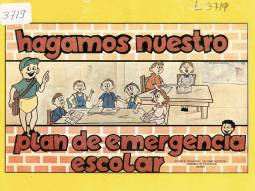 3719
L 3719
hagamos nuestro
plan de emergencia
escolar